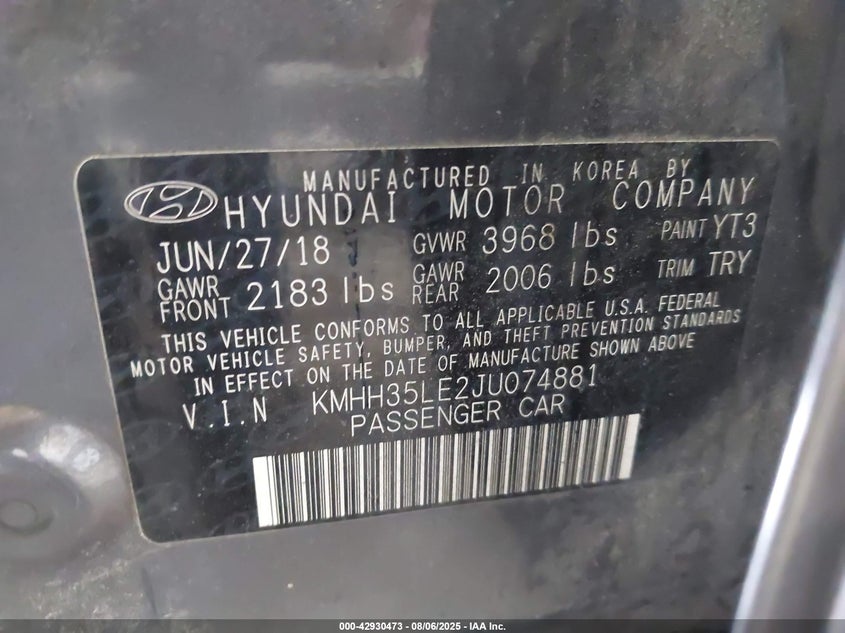 MANUFACTURED IN KOREA BY
HYUNDAI MOTOR COMPANY
JUN/27/18 GVWR 3968 lbs PAINT YT3
GAWR FRONT 2183 lbs GAWR REAR 2006 lbs TRIM TRY
THIS VEHICLE CONFORMS TO ALL APPLICABLE U.S.A. FEDERAL
MOTOR VEHICLE SAFETY, BUMPER, AND THEFT PREVENTION STANDARDS
IN EFFECT ON THE DATE OF MANUFACTURE SHOWN ABOVE
V.I.N KMHH35LE2JU074881
PASSENGER CAR
000-42930473 - 08/06/2025 - IAA Inc.